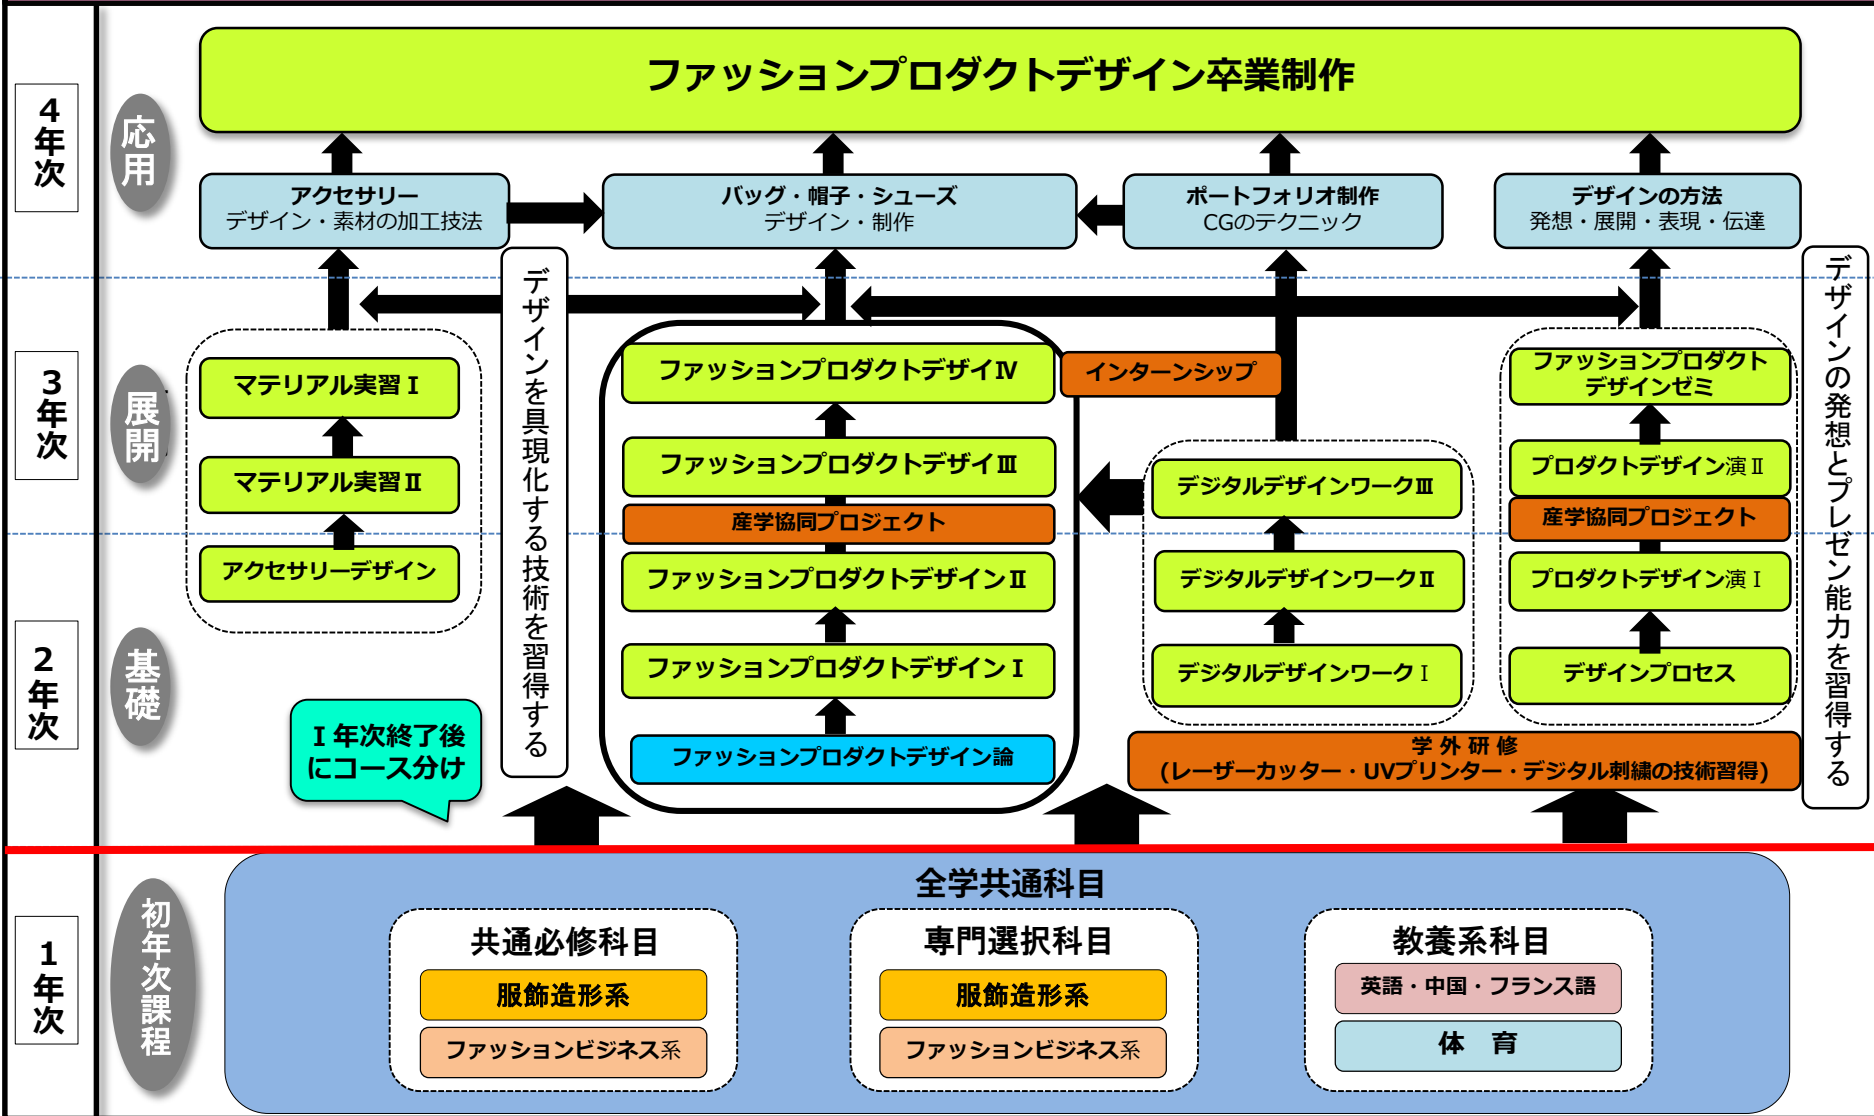 ファッションプロダクトデザイン卒業制作
4年次
応用
アクセサリー
デザイン・素材の加工技法
バッグ・帽子・シューズ
デザイン・制作
ポートフォリオ制作
CGのテクニック
デザインの方法
発想・展開・表現・伝達
デザインを具現化する技術を習得する
デザインの発想とプレゼン能力を習得する
3年次
展開
マテリアル実習Ⅰ
マテリアル実習Ⅱ
アクセサリーデザイン
ファッションプロダクトデザイⅣ
インターンシップ
ファッションプロダクトデザイⅢ
産学協同プロジェクト
ファッションプロダクトデザインⅡ
ファッションプロダクトデザインⅠ
ファッションプロダクトデザイン論
デジタルデザインワークⅢ
デジタルデザインワークⅡ
デジタルデザインワークⅠ
ファッションプロダクト
デザインゼミ
プロダクトデザイン演Ⅱ
産学協同プロジェクト
プロダクトデザイン演Ⅰ
デザインプロセス
2年次
基礎
Ⅰ年次終了後
にコース分け
学外研修
(レーザーカッター・UVプリンター・デジタル刺繍の技術習得)
1年次
初年次課程
全学共通科目
共通必修科目
服飾造形系
ファッションビジネス系
専門選択科目
服飾造形系
ファッションビジネス系
教養系科目
英語・中国・フランス語
体　育